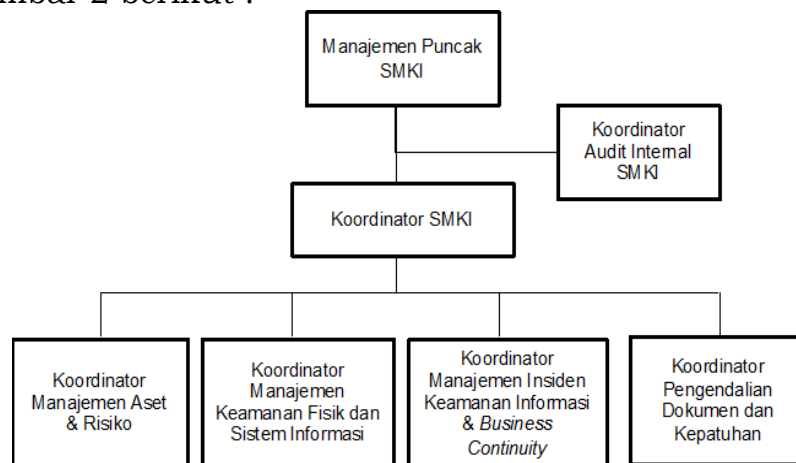 mbar 2 berikut :
Manajemen Puncak
SMKI
Koordinator
Audit Internal
SMKI
Koordinator SMKI
Koordinator
Manajemen Aset
& Risiko
Koordinator
Manajemen
Keamanan Fisik dan
Sistem Informasi
Koordinator
Manajemen Insiden
Keamanan Informasi
& Business
Continuity
Koordinator
Pengendalian
Dokumen dan
Kepatuhan